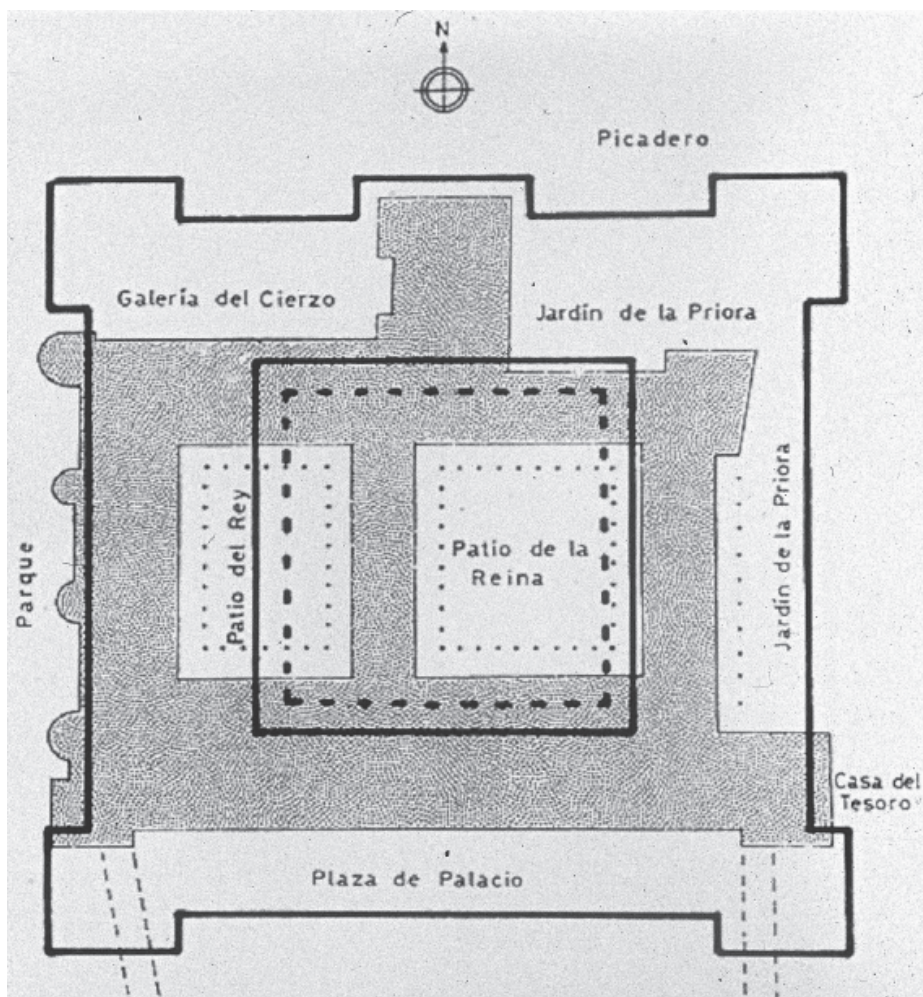 N
Picadero
Galería del Cierzo
Jardín de la Priora
Parque
Patio del Rey
Patio de la
Reina
Jardín de la Priora
Casa del
Tesoro
Plaza de Palacio